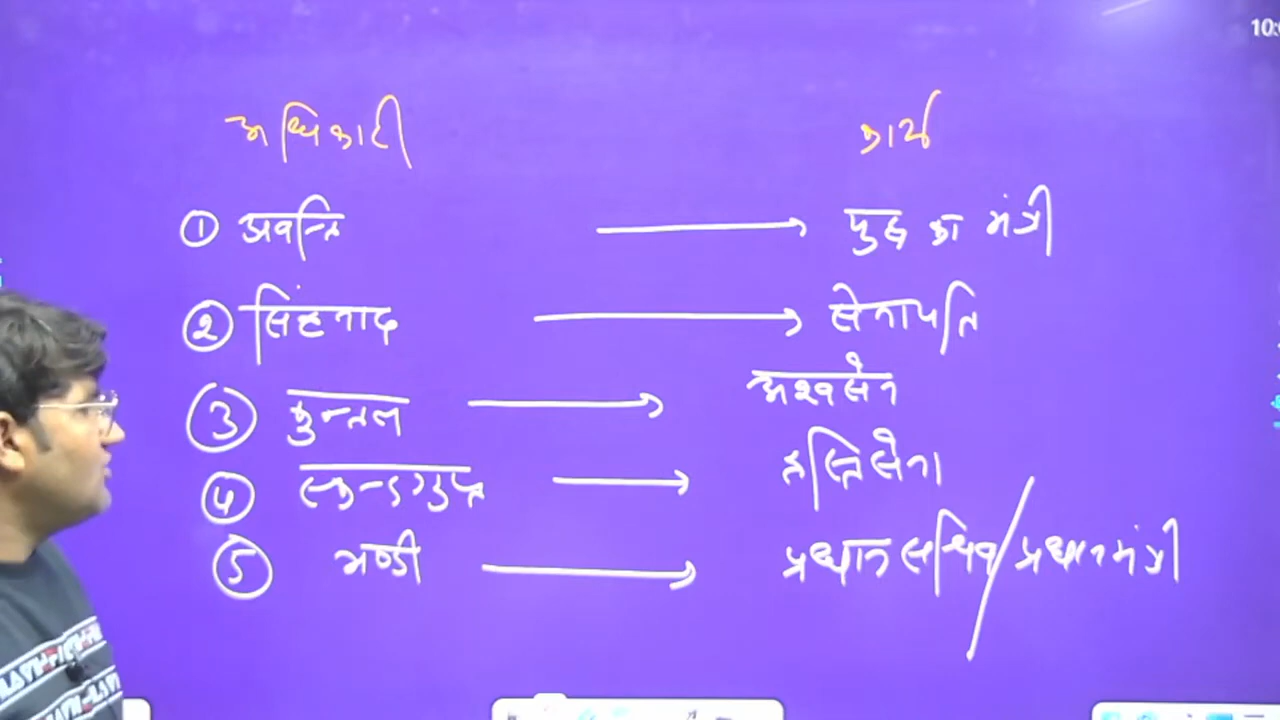 अधिकारी कार्य
① अवन्ति → युद्ध का मंत्री
② सिंहनाद → सेनापति
③ कुन्तल → अश्वसेन
④ स्कन्दगुप्त → हस्तिसेना
⑤ भण्डी → प्रधान सचिव/प्रधानमंत्री